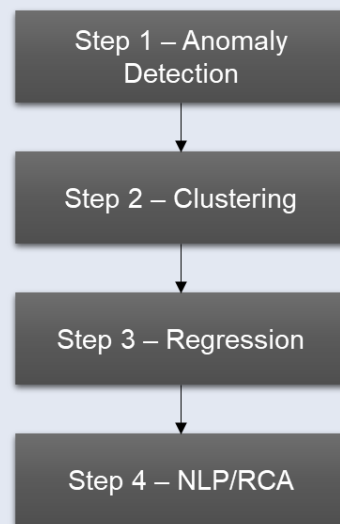 Step 1 – Anomaly
Detection
Step 2 – Clustering
Step 3 – Regression
Step 4 – NLP/RCA